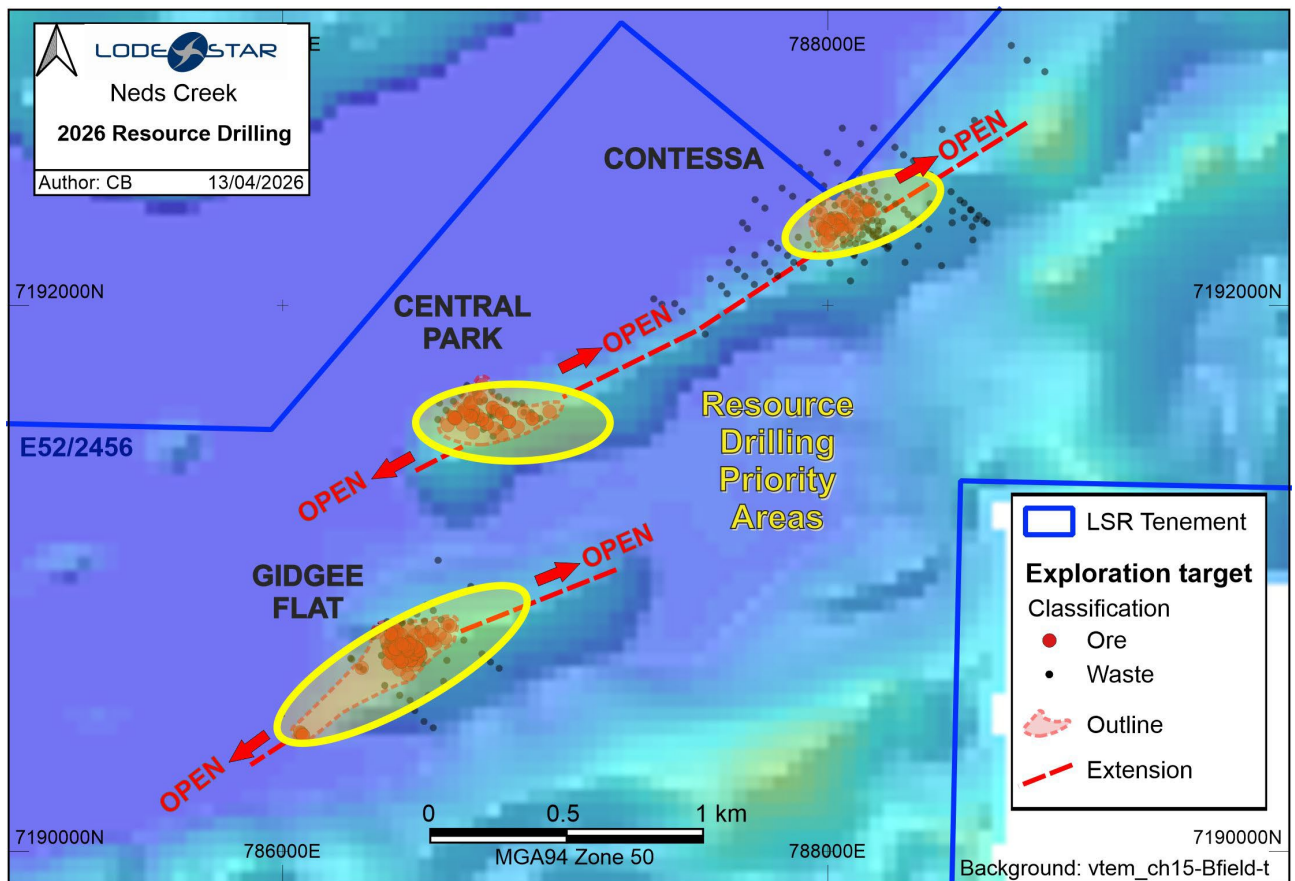 LODE STAR
Neds Creek
2026 Resource Drilling
Author: CB 13/04/2026
E
788000E
CONTESSA
OPEN
7192000N
7192000N
CENTRAL
PARK
OPEN
OPEN
E52/2456
Resource
Drilling
Priority
Areas
GIDGEE
FLAT
OPEN
OPEN
LSR Tenement
Exploration target
Classification
Ore
Waste
Outline
Extension
0 0.5 1 km
MGA94 Zone 50
7190000N
786000E
788000E
7190000N
Background: vtem_ch15-Bfield-t